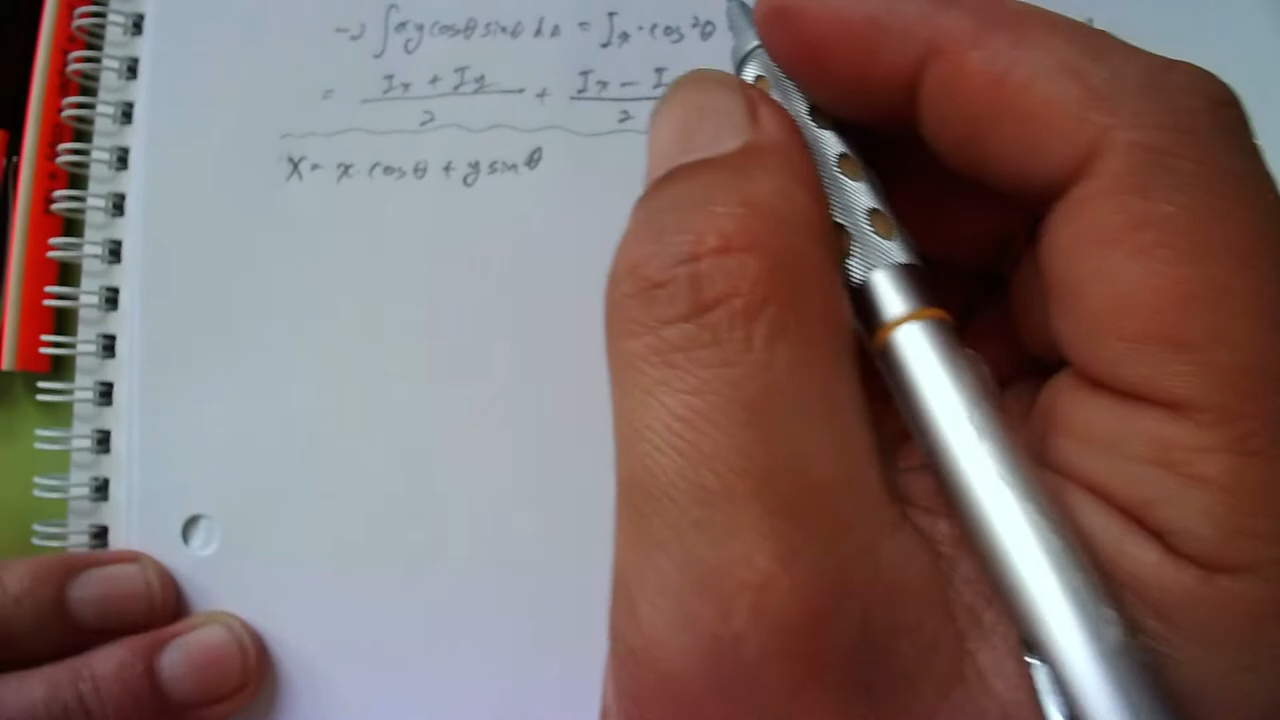 → ∫xy cosθ sinθ dA = Ix · cos²θ
= (Ix + Iy)/2 + (Ix − I)/2
X = x · cosθ + y sinθ